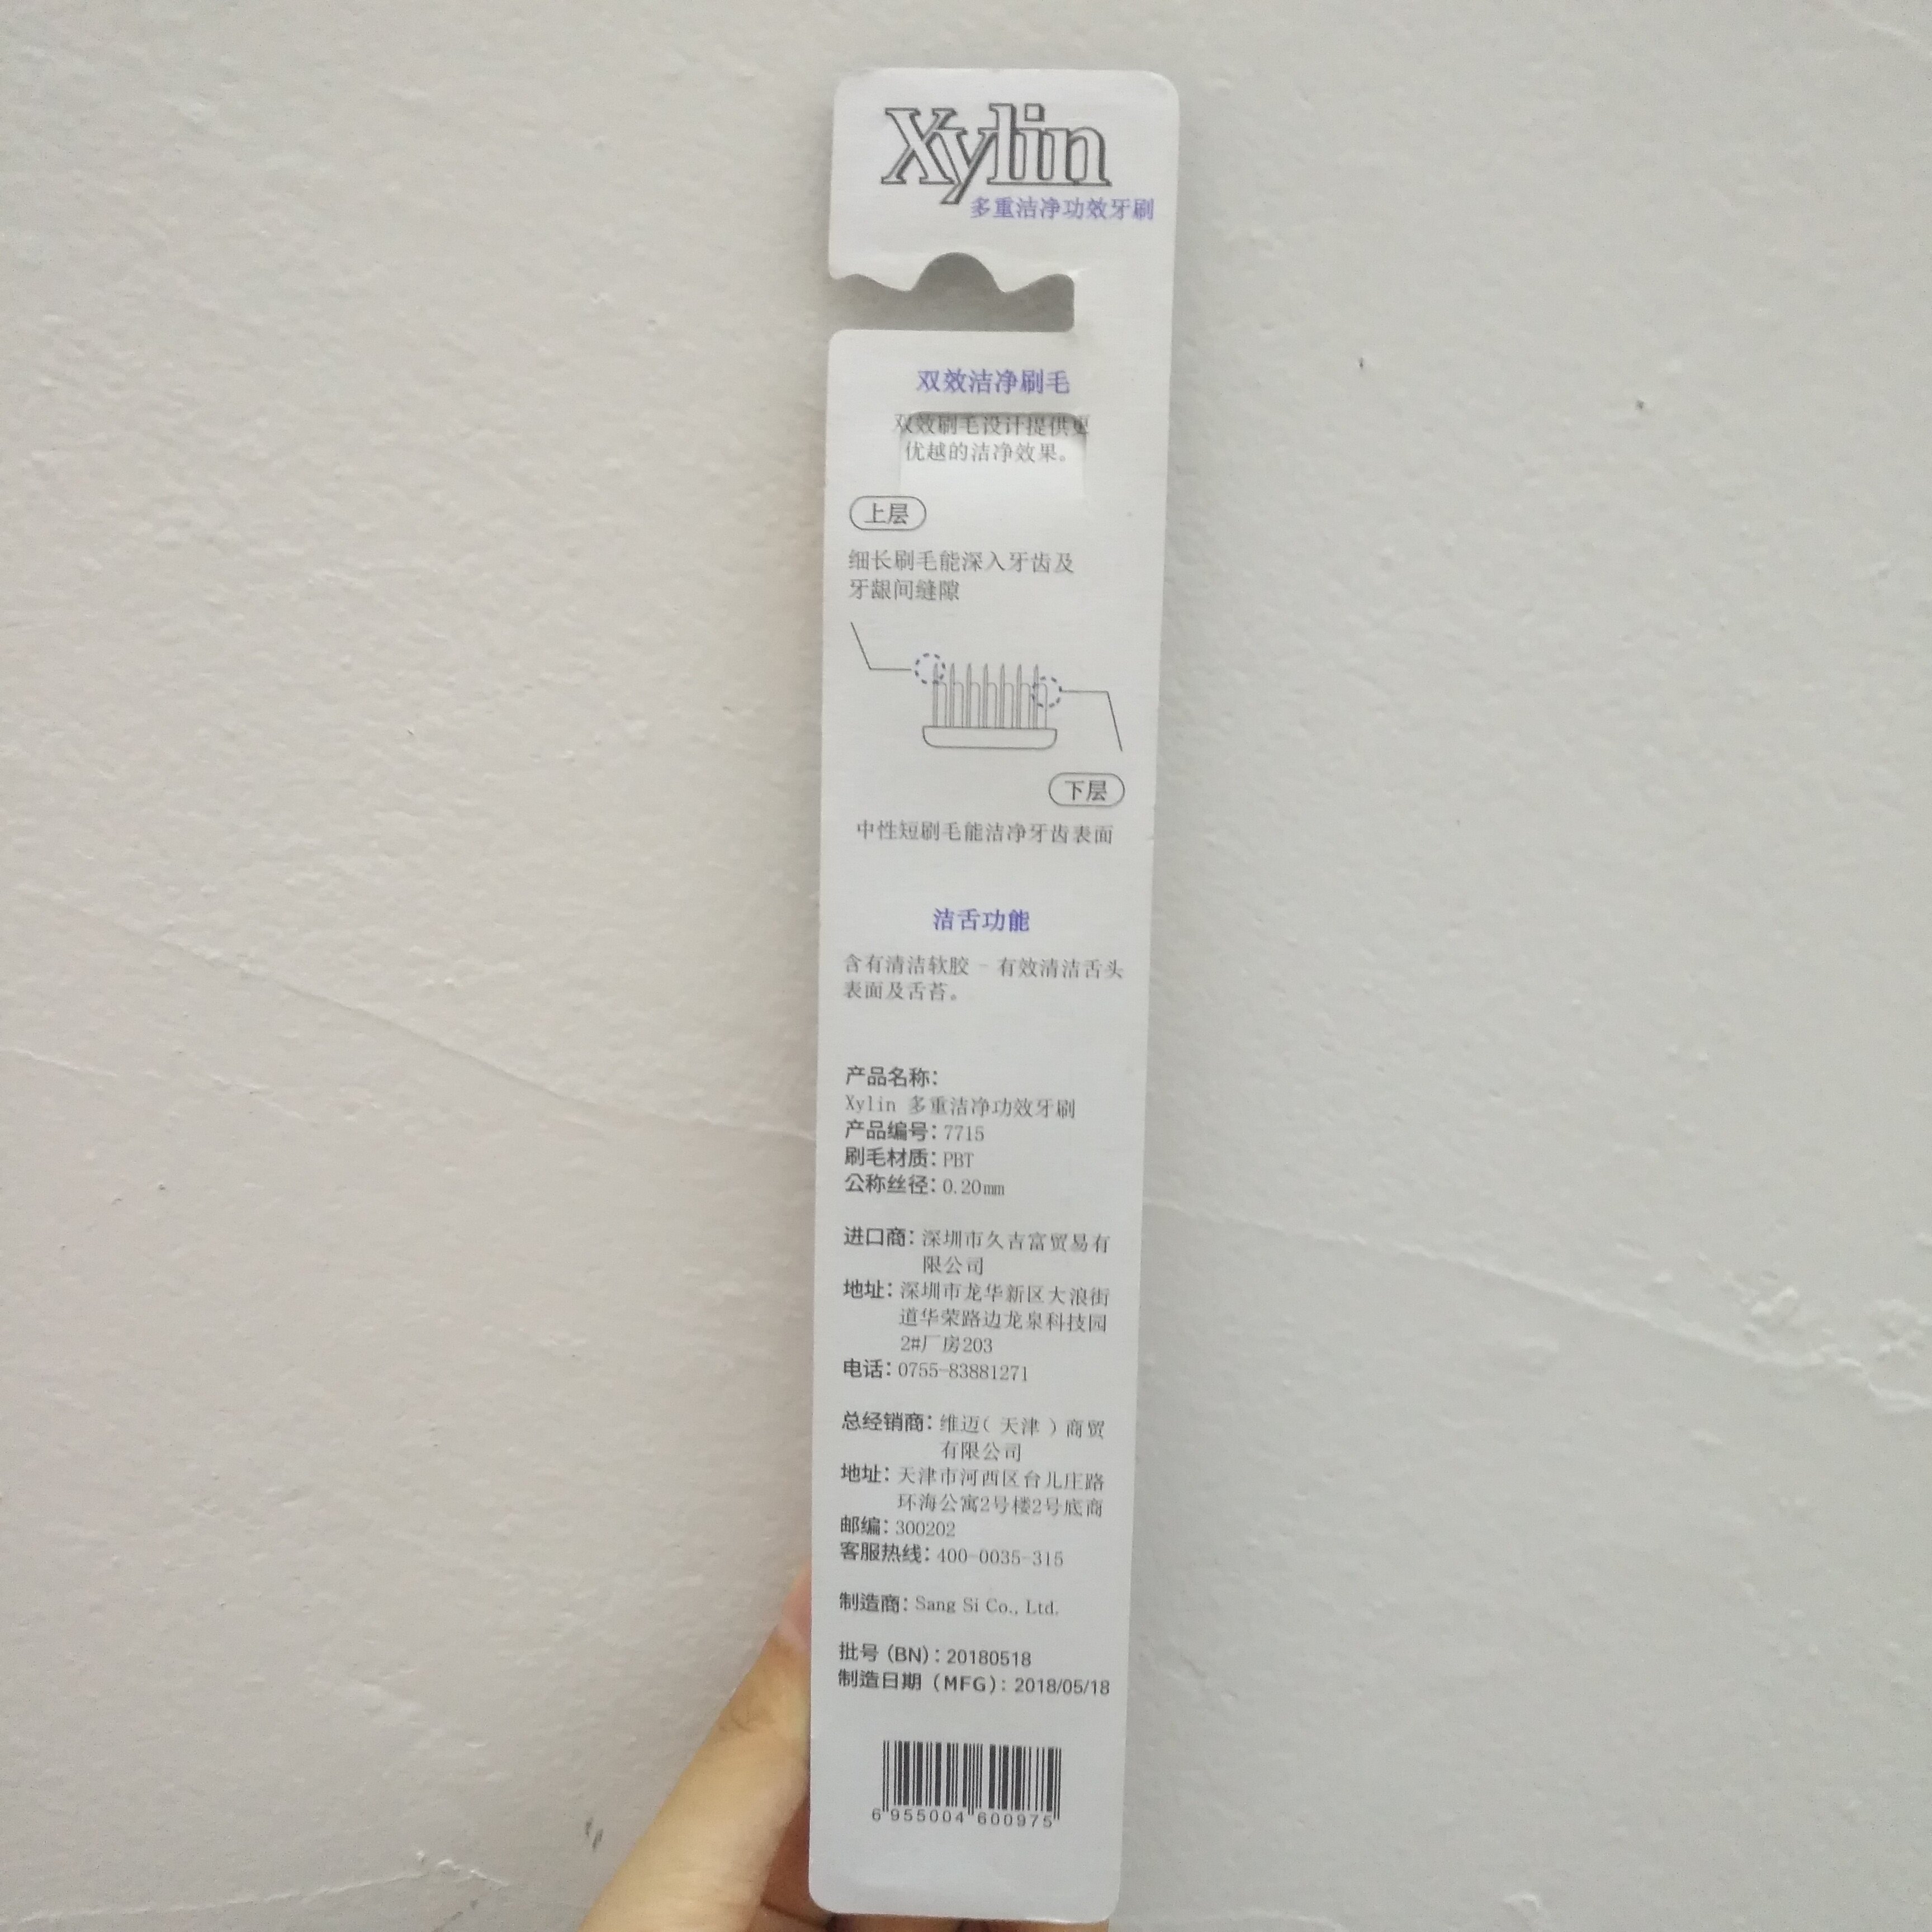 Xylin
多重洁净功效牙刷
双效洁净刷毛
双效刷毛设计提供更
优越的洁净效果。
上层
细长刷毛能深入牙齿及
牙龈间缝隙
下层
中性短刷毛能洁净牙齿表面
洁舌功能
含有清洁软胶 - 有效清洁舌头
表面及舌苔。
产品名称:
Xylin 多重洁净功效牙刷
产品编号:7715
刷毛材质:PBT
公称丝径:0.20mm
进口商:深圳市久吉富贸易有
限公司
地址:深圳市龙华新区大浪街
道华荣路边龙泉科技园
2#厂房203
电话:0755-83881271
总经销商:维迈( 天津 )商贸
有限公司
地址:天津市河西区台儿庄路
环海公寓2号楼2号底商
邮编:300202
客服热线:400-0035-315
制造商:Sang Si Co., Ltd.
批号(BN):20180518
制造日期(MFG):2018/05/18
6 955004 600975